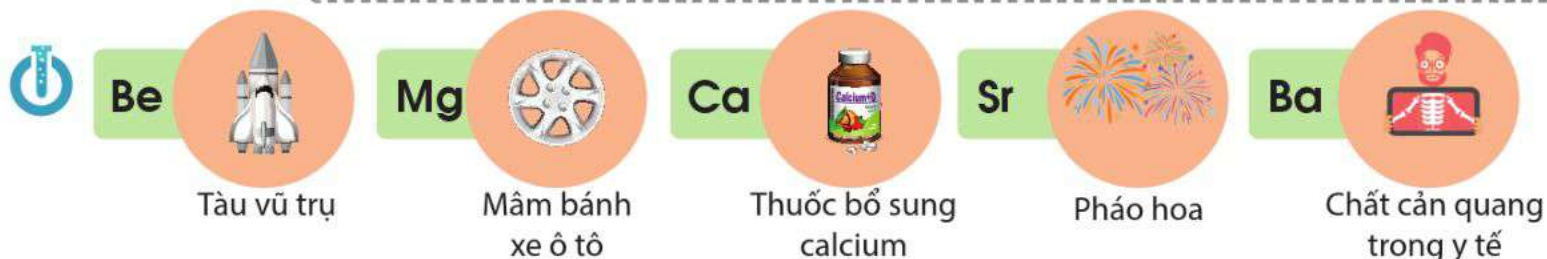 Be
Mg
Ca
Sr
Ba
Calcium+D
Tàu vũ trụ
Mâm bánh
xe ô tô
Thuốc bổ sung
calcium
Pháo hoa
Chất cản quang
trong y tế